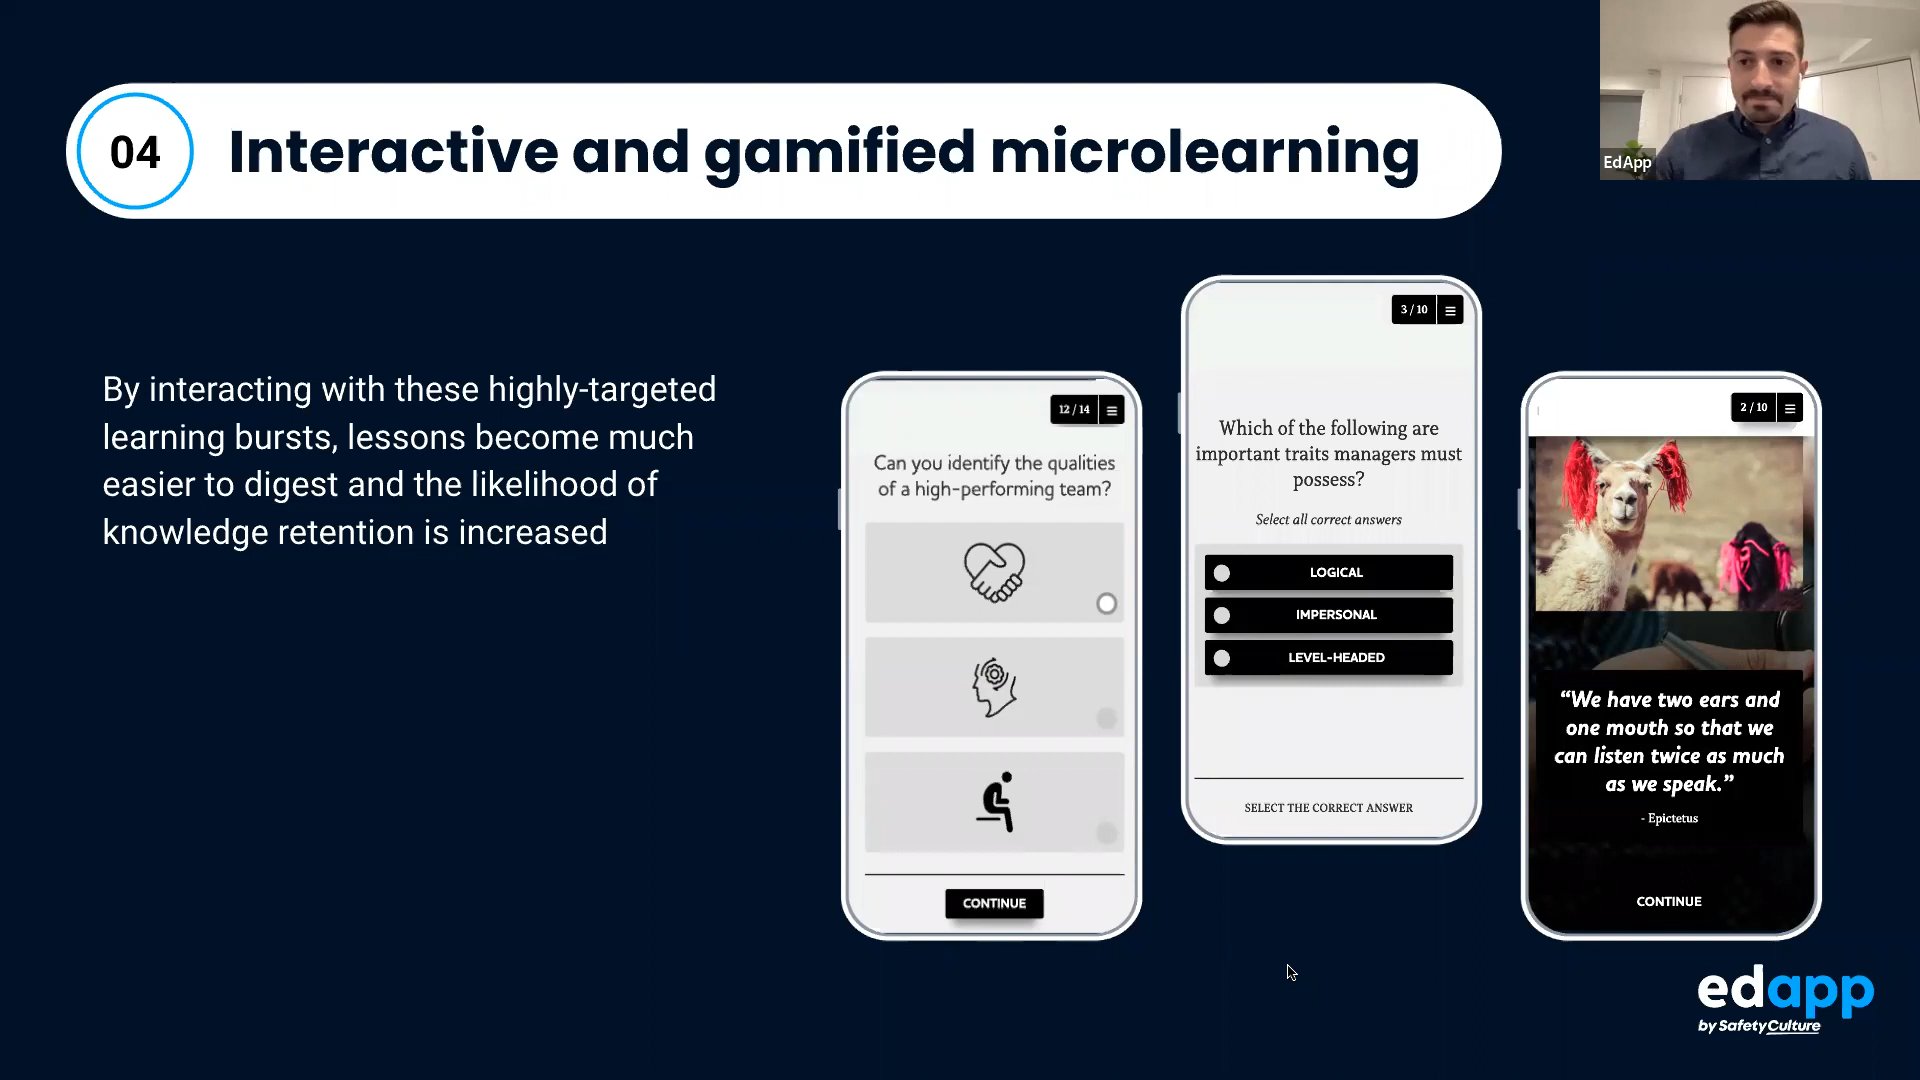 04
Interactive and gamified microlearning
EdApp
By interacting with these highly-targeted
learning bursts, lessons become much
easier to digest and the likelihood of
knowledge retention is increased
12 / 14
Can you identify the qualities
of a high-performing team?
CONTINUE
3 / 10
Which of the following are
important traits managers must
possess?
Select all correct answers
LOGICAL
IMPERSONAL
LEVEL-HEADED
SELECT THE CORRECT ANSWER
2 / 10
“We have two ears and
one mouth so that we
can listen twice as much
as we speak.”
- Epictetus
CONTINUE
edapp
by SafetyCulture